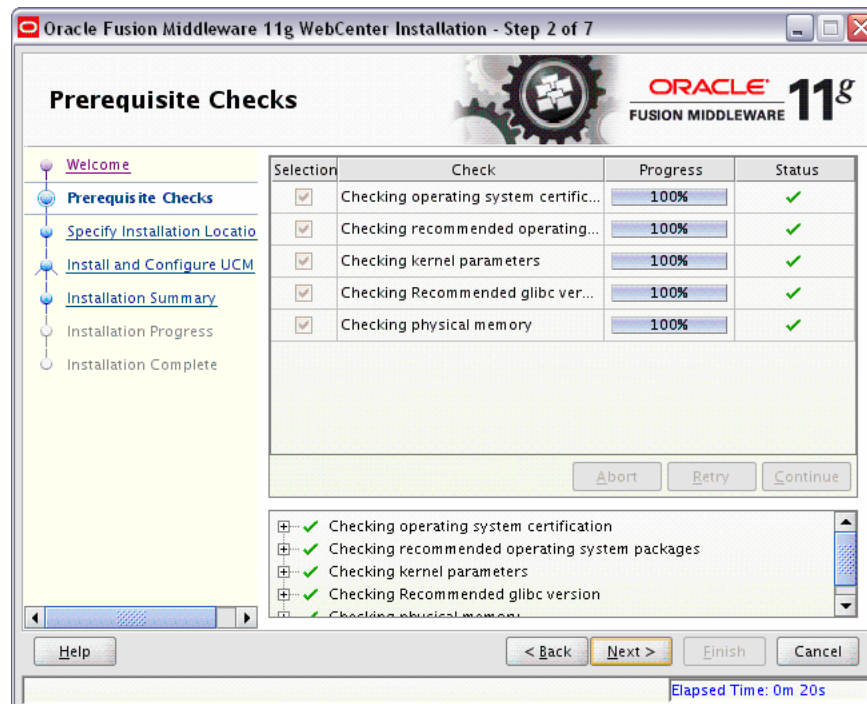 Oracle Fusion Middleware 11g WebCenter Installation - Step 2 of 7
Prerequisite Checks
ORACLE
FUSION MIDDLEWARE 11g
Welcome
Prerequisite Checks
Specify Installation Locatio
Install and Configure UCM
Installation Summary
Installation Progress
Installation Complete
Selection Check Progress Status
Checking operating system certific... 100%
Checking recommended operating... 100%
Checking kernel parameters 100%
Checking Recommended glibc ver... 100%
Checking physical memory 100%
Abort Retry Continue
Checking operating system certification
Checking recommended operating system packages
Checking kernel parameters
Checking Recommended glibc version
Checking physical memory
Help < Back Next > Finish Cancel
Elapsed Time: 0m 20s